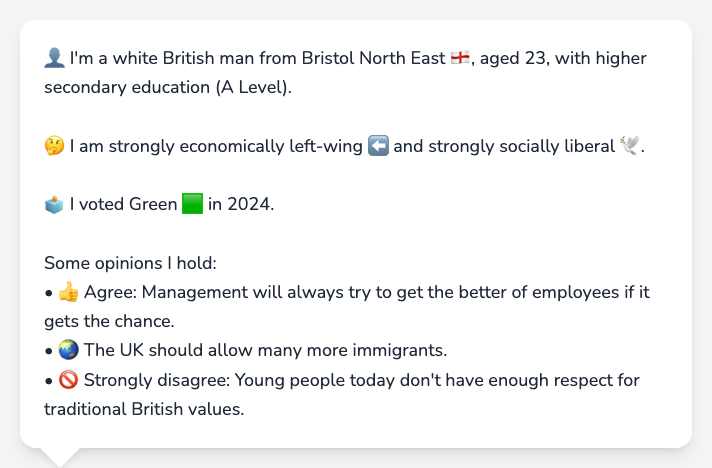 👤 I'm a white British man from Bristol North East 🏴󠁧󠁢󠁥󠁮󠁧󠁿, aged 23, with higher
secondary education (A Level).
🤔 I am strongly economically left-wing ⬅️ and strongly socially liberal 🕊️.
🗳️ I voted Green 🟩 in 2024.
Some opinions I hold:
• 👍 Agree: Management will always try to get the better of employees if it
gets the chance.
• 🌏 The UK should allow many more immigrants.
• 🚫 Strongly disagree: Young people today don't have enough respect for
traditional British values.